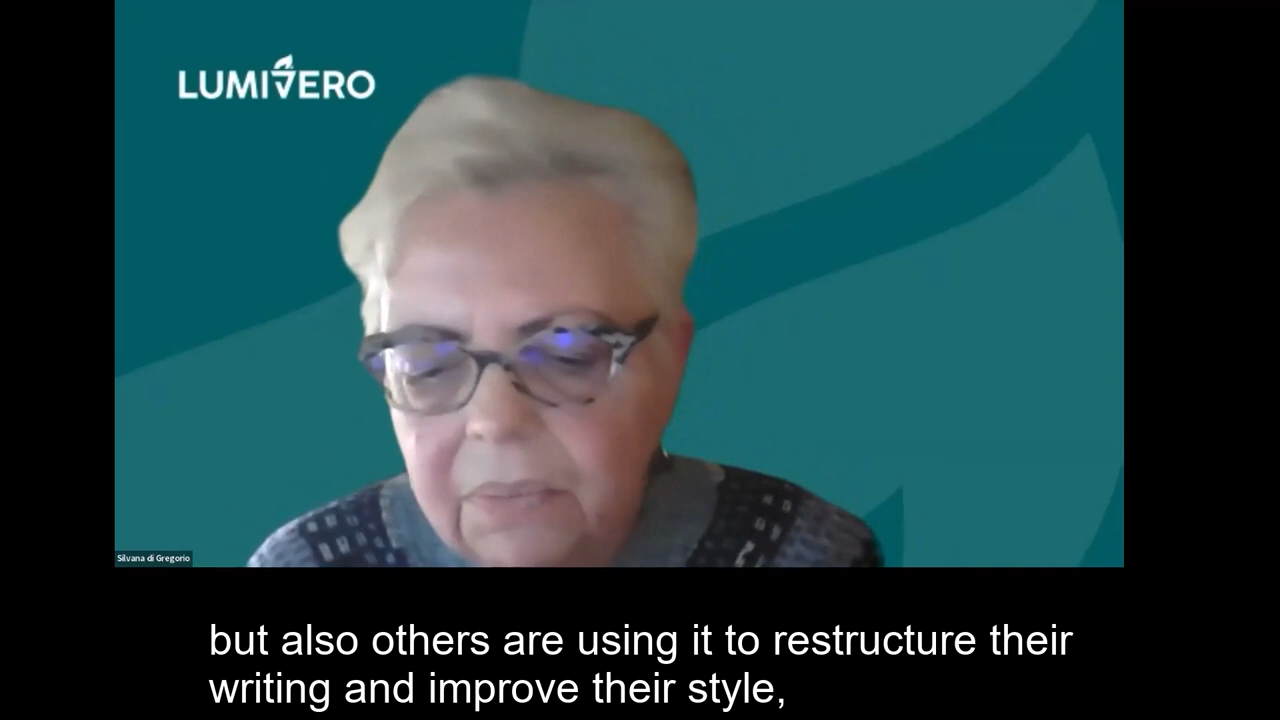 LUMIVERO
Silvana di Gregorio
but also others are using it to restructure their
writing and improve their style,